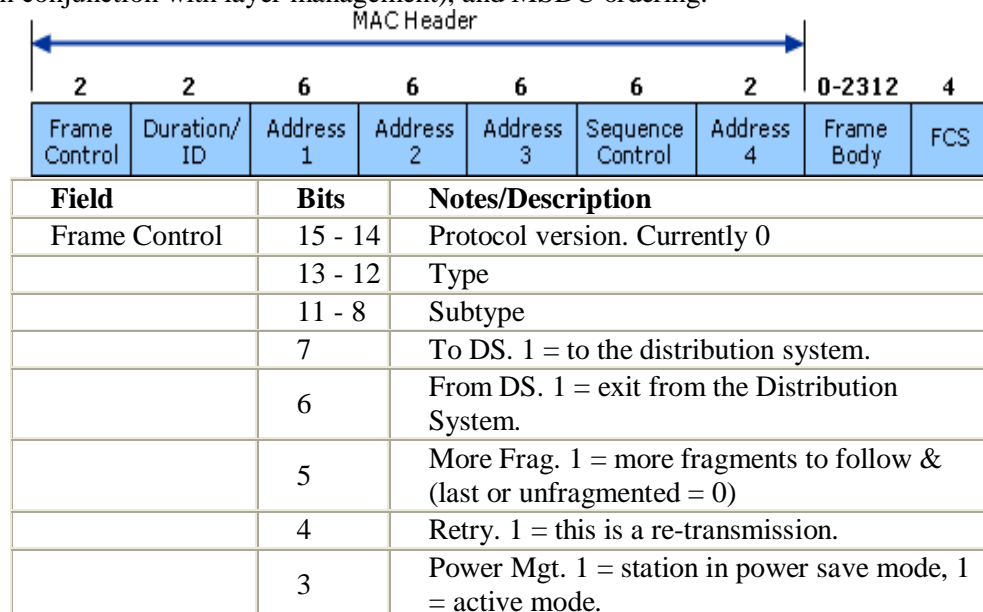 n conjunction with layer management), and MSDU ordering.
MAC Header
2 2 6 6 6 6 2 0-2312 4
Frame Control Duration/ ID Address 1 Address 2 Address 3 Sequence Control Address 4 Frame Body FCS
Field Bits Notes/Description
Frame Control 15 - 14 Protocol version. Currently 0
13 - 12 Type
11 - 8 Subtype
7 To DS. 1 = to the distribution system.
6 From DS. 1 = exit from the Distribution
System.
5 More Frag. 1 = more fragments to follow &
(last or unfragmented = 0)
4 Retry. 1 = this is a re-transmission.
3 Power Mgt. 1 = station in power save mode, 1
= active mode.